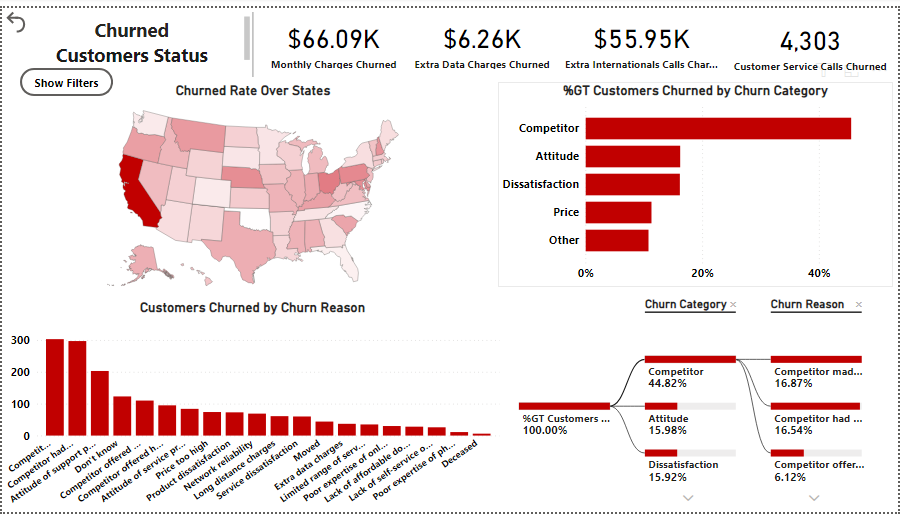 Churned
Customers Status
Show Filters
$66.09K
Monthly Charges Churned
$6.26K
Extra Data Charges Churned
$55.95K
Extra Internationals Calls Char...
4,303
Customer Service Calls Churned
Churned Rate Over States
%GT Customers Churned by Churn Category
Competitor
Attitude
Dissatisfaction
Price
Other
0%
20%
40%
Customers Churned by Churn Reason
300
200
100
0
Competit...
Competitor had...
Attitude of support p...
Don't know
Competitor offered ...
Competitor offered h...
Attitude of service pr...
Price too high
Product dissatisfaction
Network reliability
Long distance charges
Service dissatisfaction
Moved
Extra data charges
Limited range of serv...
Poor expertise of onl...
Lack of affordable do...
Lack of self-service o...
Poor expertise of ph...
Deceased
Churn Category ×
Churn Reason ×
%GT Customers ...
100.00%
Competitor
44.82%
Attitude
15.98%
Dissatisfaction
15.92%
Competitor mad...
16.87%
Competitor had ...
16.54%
Competitor offer...
6.12%